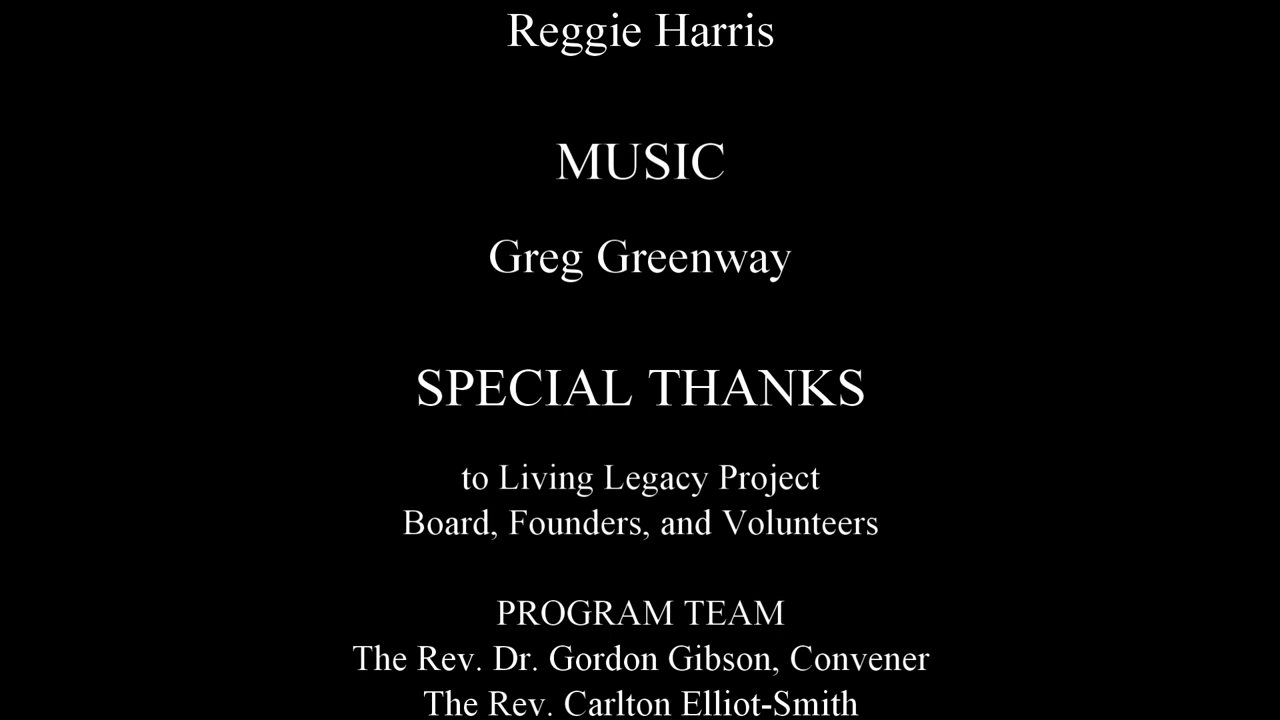 Reggie Harris
MUSIC
Greg Greenway
SPECIAL THANKS
to Living Legacy Project
Board, Founders, and Volunteers
PROGRAM TEAM
The Rev. Dr. Gordon Gibson, Convener
The Rev. Carlton Elliot-Smith